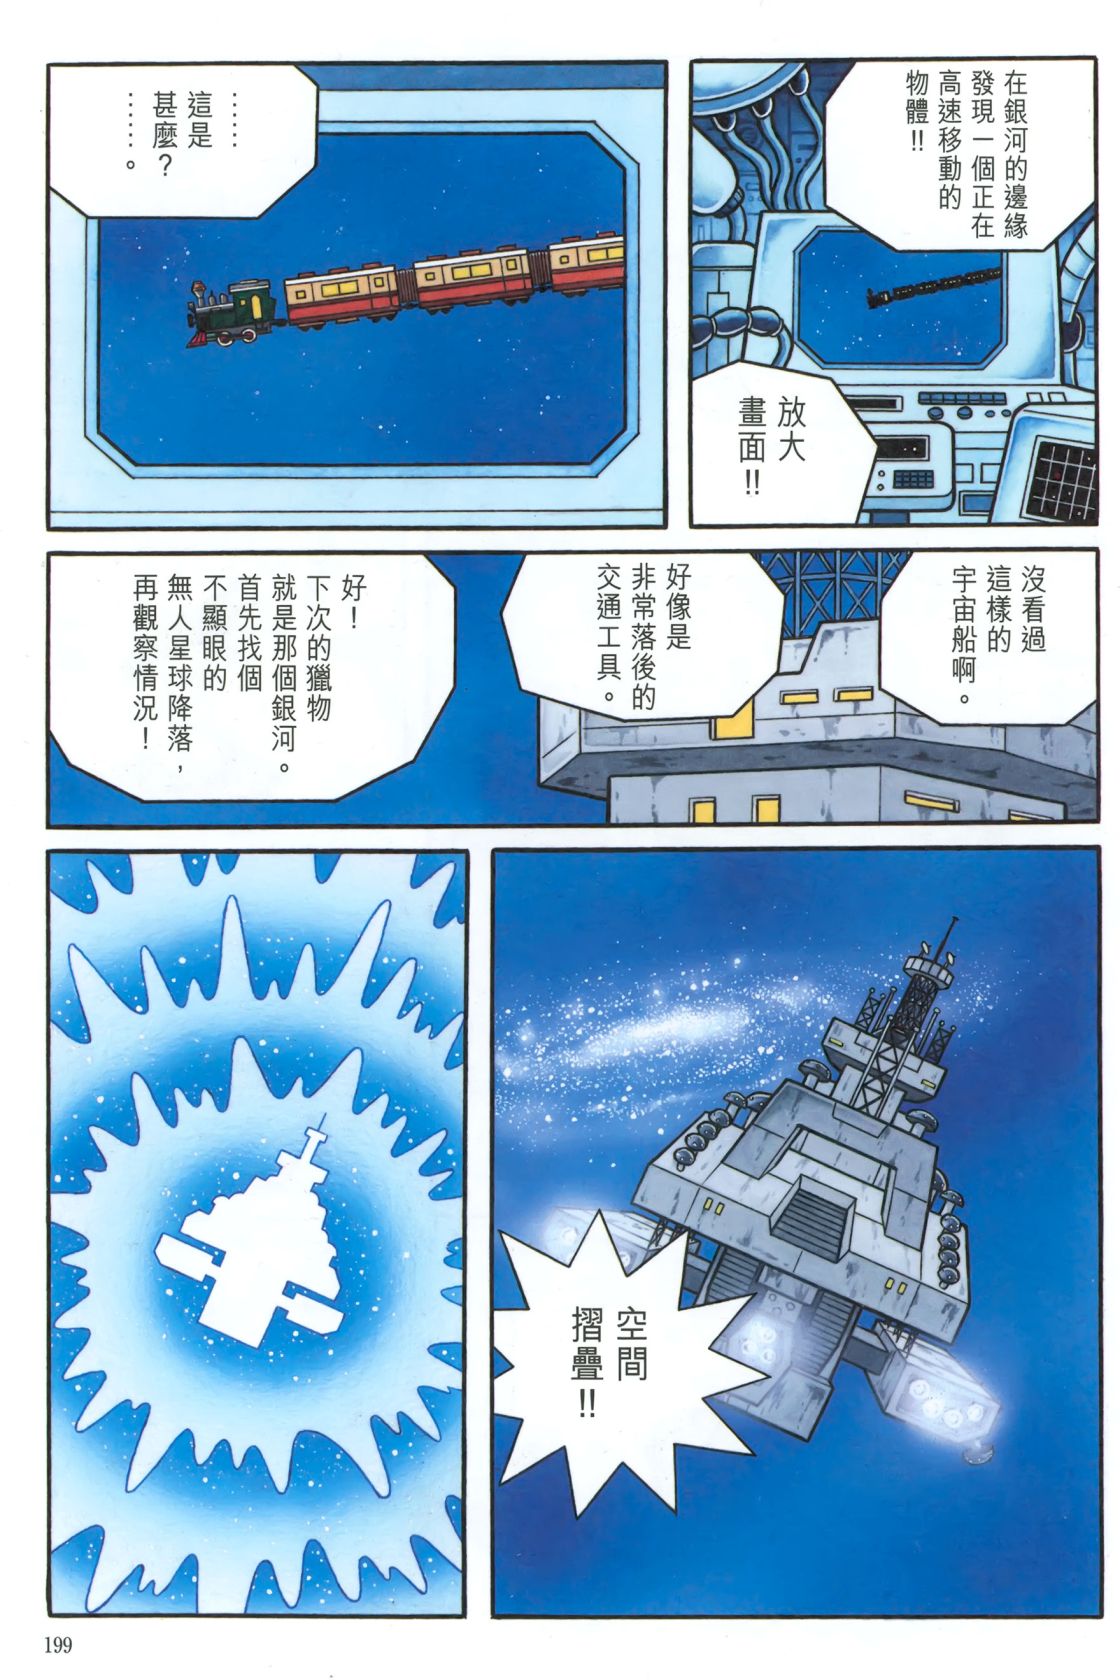 在銀河的邊緣
發現一個正在
高速移動的
物體!!
放大
畫面!!
……
這是
甚麼?
……。
沒看過
這樣的
宇宙船啊。
好像是
非常落後的
交通工具。
好!
下次的獵物
就是那個銀河。
首先找個
不顯眼的
無人星球降落,
再觀察情況!
空間
摺疊!!
199